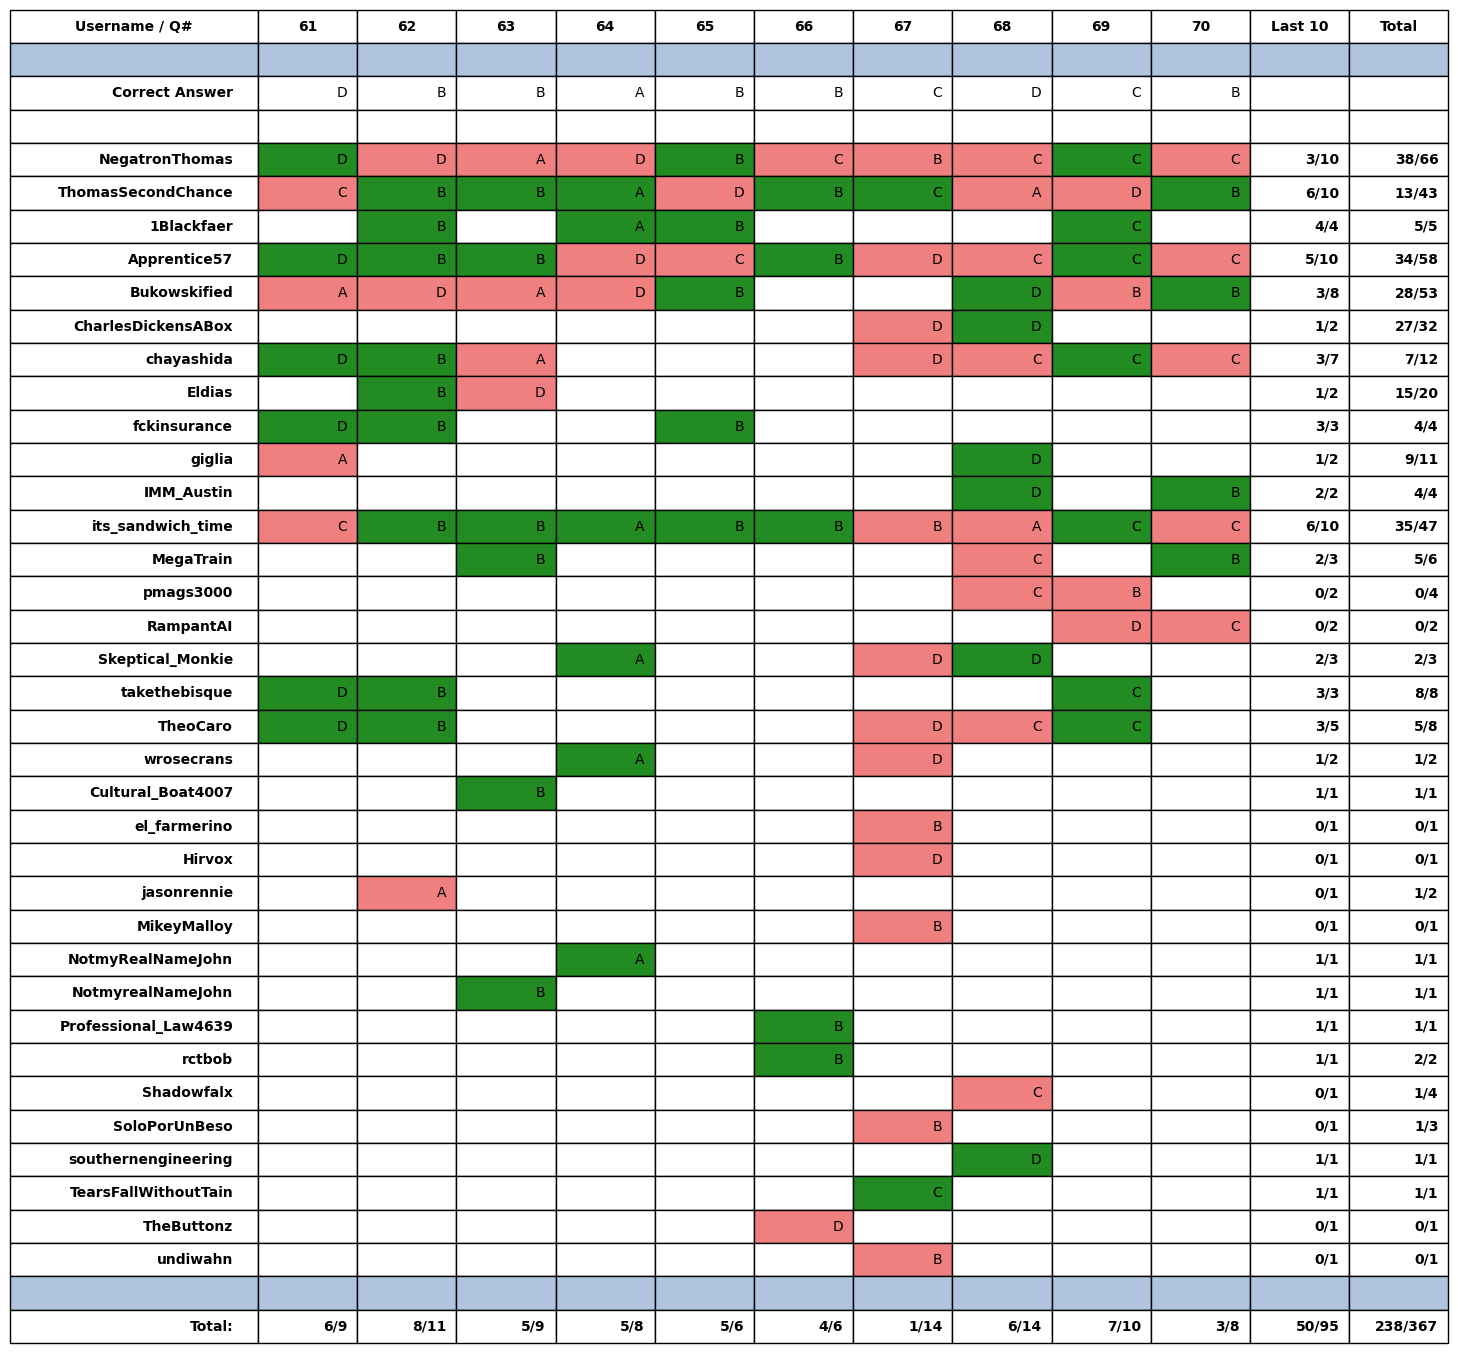 Username / Q# 61 62 63 64 65 66 67 68 69 70 Last 10 Total
Correct Answer D B B A B B C D C B
NegatronThomas D D A D B C B C C C 3/10 38/66
ThomasSecondChance C B B A D B C A D B 6/10 13/43
1Blackfaer B A B C 4/4 5/5
Apprentice57 D B B D C B D C C C 5/10 34/58
Bukowskified A D A D B D B B 3/8 28/53
CharlesDickensABox D D 1/2 27/32
chayashida D B A D C C C 3/7 7/12
Eldias B D 1/2 15/20
fckinsurance D B B 3/3 4/4
giglia A D 1/2 9/11
IMM_Austin D B 2/2 4/4
its_sandwich_time C B B A B B B A C C 6/10 35/47
MegaTrain B C B 2/3 5/6
pmags3000 C B 0/2 0/4
RampantAI D C 0/2 0/2
Skeptical_Monkie A D D 2/3 2/3
takethebisque D B C 3/3 8/8
TheoCaro D B D C C 3/5 5/8
wrosecrans A D 1/2 1/2
Cultural_Boat4007 B 1/1 1/1
el_farmerino B 0/1 0/1
Hirvox D 0/1 0/1
jasonrennie A 0/1 1/2
MikeyMalloy B 0/1 0/1
NotmyRealNameJohn A 1/1 1/1
NotmyrealNameJohn B 1/1 1/1
Professional_Law4639 B 1/1 1/1
rctbob B 1/1 2/2
Shadowfalx C 0/1 1/4
SoloPorUnBeso B 0/1 1/3
southernengineering D 1/1 1/1
TearsFallWithoutTain C 1/1 1/1
TheButtonz D 0/1 0/1
undiwahn B 0/1 0/1
Total: 6/9 8/11 5/9 5/8 5/6 4/6 1/14 6/14 7/10 3/8 50/95 238/367